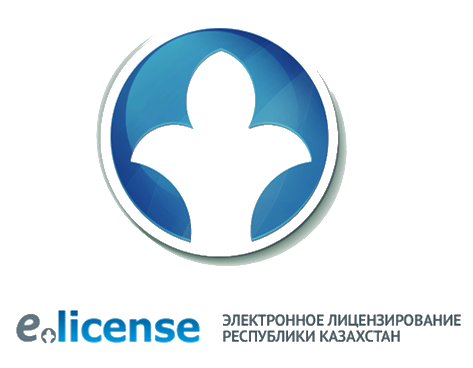 e.license
ЭЛЕКТРОННОЕ ЛИЦЕНЗИРОВАНИЕ
РЕСПУБЛИКИ КАЗАХСТАН